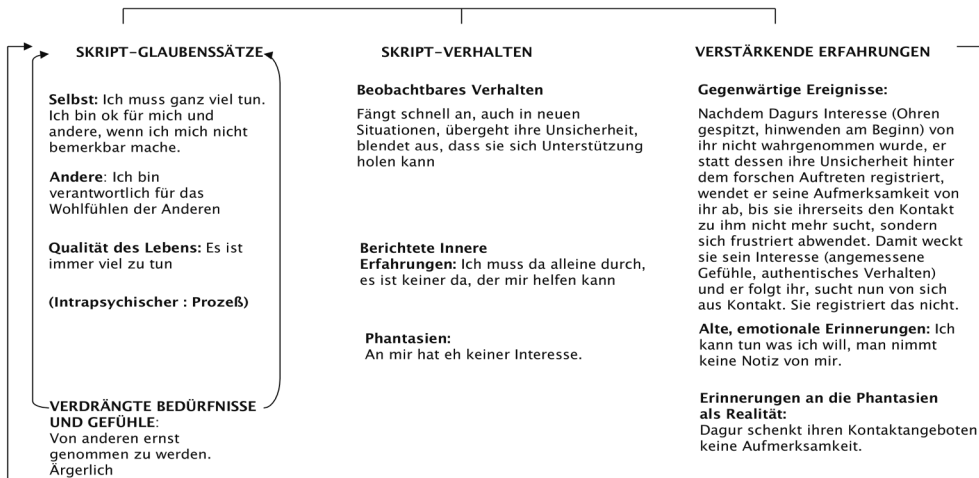 SKRIPT-GLAUBENSSÄTZE
Selbst: Ich muss ganz viel tun.
Ich bin ok für mich und
andere, wenn ich mich nicht
bemerkbar mache.
Andere: Ich bin
verantwortlich für das
Wohlfühlen der Anderen
Qualität des Lebens: Es ist
immer viel zu tun
(Intrapsychischer : Prozeß)
VERDRÄNGTE BEDÜRFNISSE
UND GEFÜHLE:
Von anderen ernst
genommen zu werden.
Ärgerlich
SKRIPT-VERHALTEN
Beobachtbares Verhalten
Fängt schnell an, auch in neuen
Situationen, übergeht ihre Unsicherheit,
blendet aus, dass sie sich Unterstützung
holen kann
Berichtete Innere
Erfahrungen: Ich muss da alleine durch,
es ist keiner da, der mir helfen kann
Phantasien:
An mir hat eh keiner Interesse.
VERSTÄRKENDE ERFAHRUNGEN
Gegenwärtige Ereignisse:
Nachdem Dagurs Interesse (Ohren
gespitzt, hinwenden am Beginn) von
ihr nicht wahrgenommen wurde, er
statt dessen ihre Unsicherheit hinter
dem forschen Auftreten registriert,
wendet er seine Aufmerksamkeit von
ihr ab, bis sie ihrerseits den Kontakt
zu ihm nicht mehr sucht, sondern
sich frustriert abwendet. Damit weckt
sie sein Interesse (angemessene
Gefühle, authentisches Verhalten)
und er folgt ihr, sucht nun von sich
aus Kontakt. Sie registriert das nicht.
Alte, emotionale Erinnerungen: Ich
kann tun was ich will, man nimmt
keine Notiz von mir.
Erinnerungen an die Phantasien
als Realität:
Dagur schenkt ihren Kontaktangeboten
keine Aufmerksamkeit.